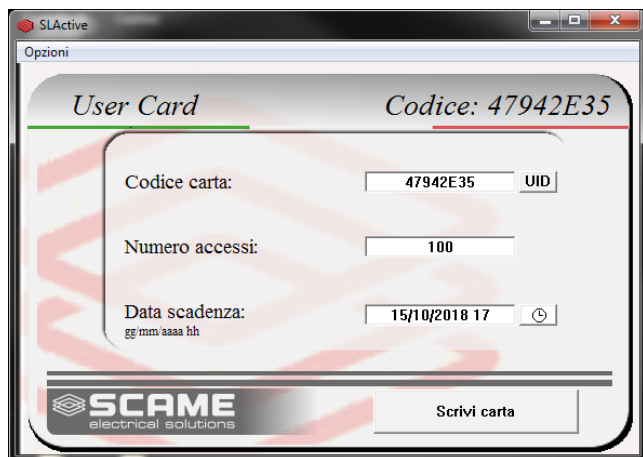 SLActive
Opzioni
User Card Codice: 47942E35
Codice carta: 47942E35 UID
Numero accessi: 100
Data scadenza: 15/10/2018 17
gg/mm/aaaa hh
SCAME
electrical solutions
Scrivi carta